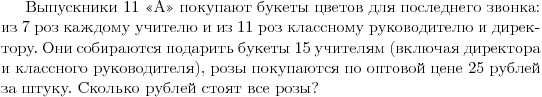 Выпускники 11 «А» покупают букеты цветов для последнего звонка:
из 7 роз каждому учителю и из 11 роз классному руководителю и дирек-
тору. Они собираются подарить букеты 15 учителям (включая директора
и классного руководителя), розы покупаются по оптовой цене 25 рублей
за штуку. Сколько рублей стоят все розы?